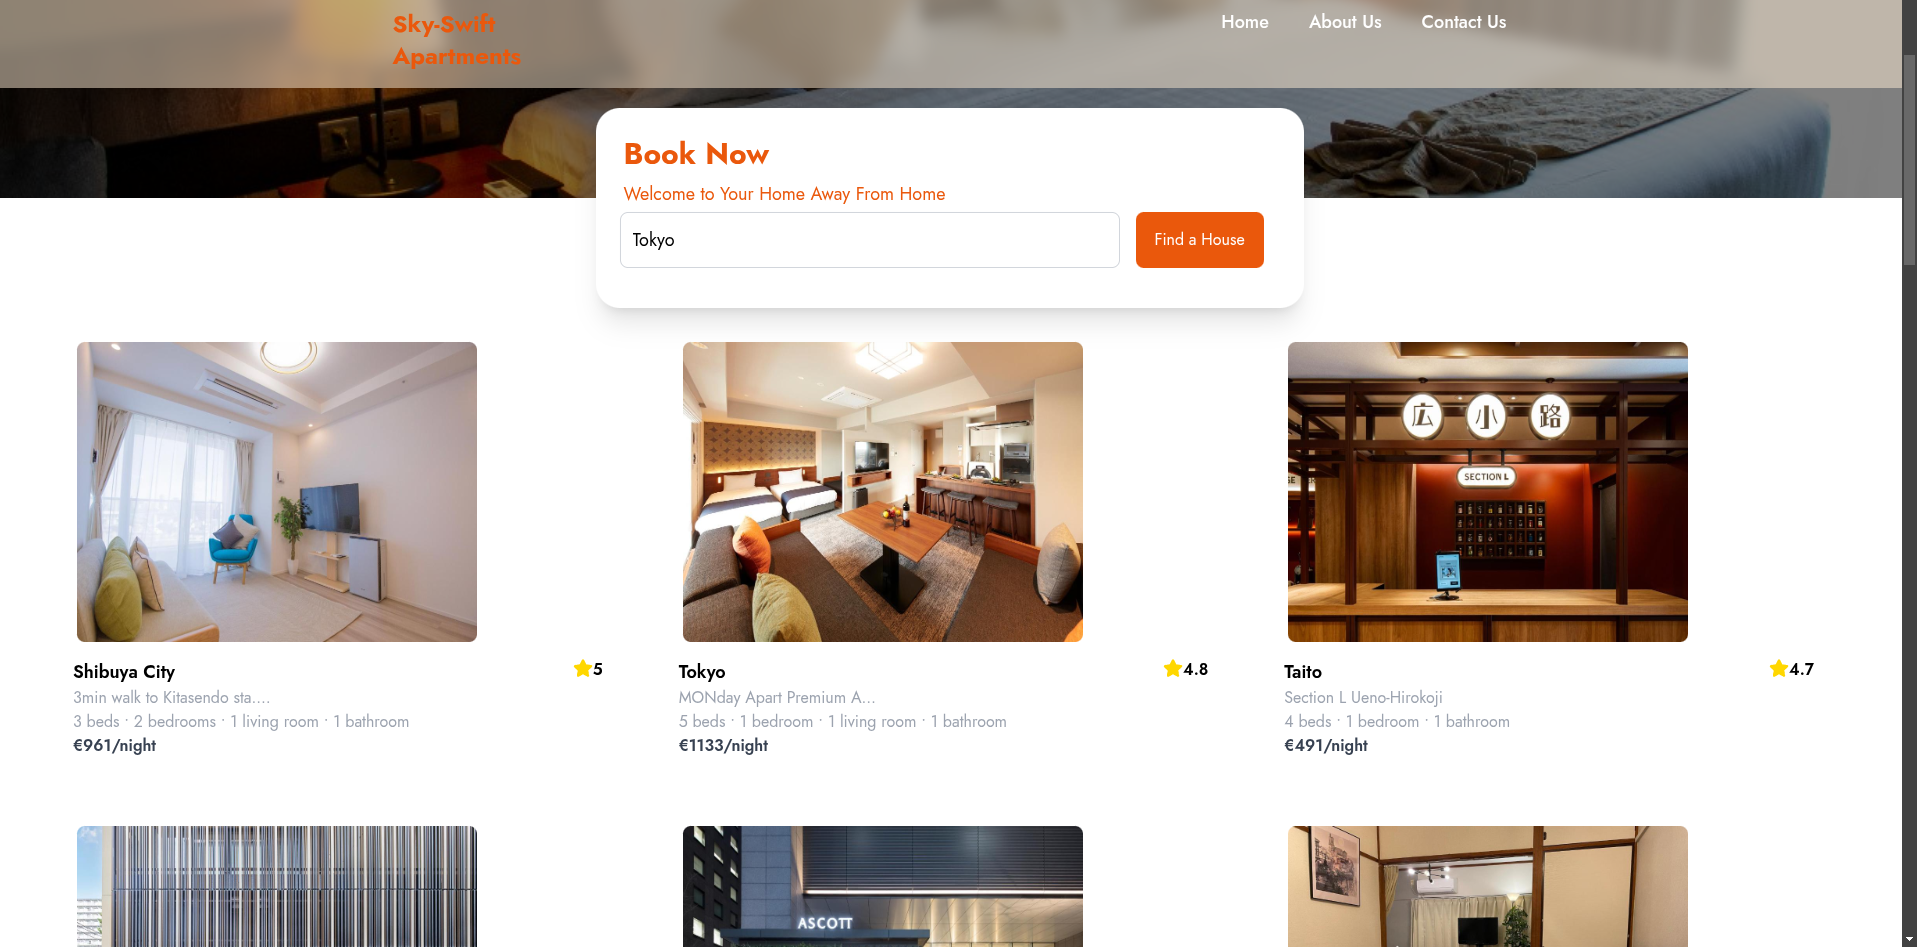 Sky-Swift
Apartments
Home
About Us
Contact Us
Book Now
Welcome to Your Home Away From Home
Tokyo
Find a House
広小路
SECTION L
Shibuya City
5
3min walk to Kitasendo sta....
3 beds · 2 bedrooms · 1 living room · 1 bathroom
€961/night
Tokyo
4.8
MONday Apart Premium A...
5 beds · 1 bedroom · 1 living room · 1 bathroom
€1133/night
Taito
4.7
Section L Ueno-Hirokoji
4 beds · 1 bedroom · 1 bathroom
€491/night
ASCOTT